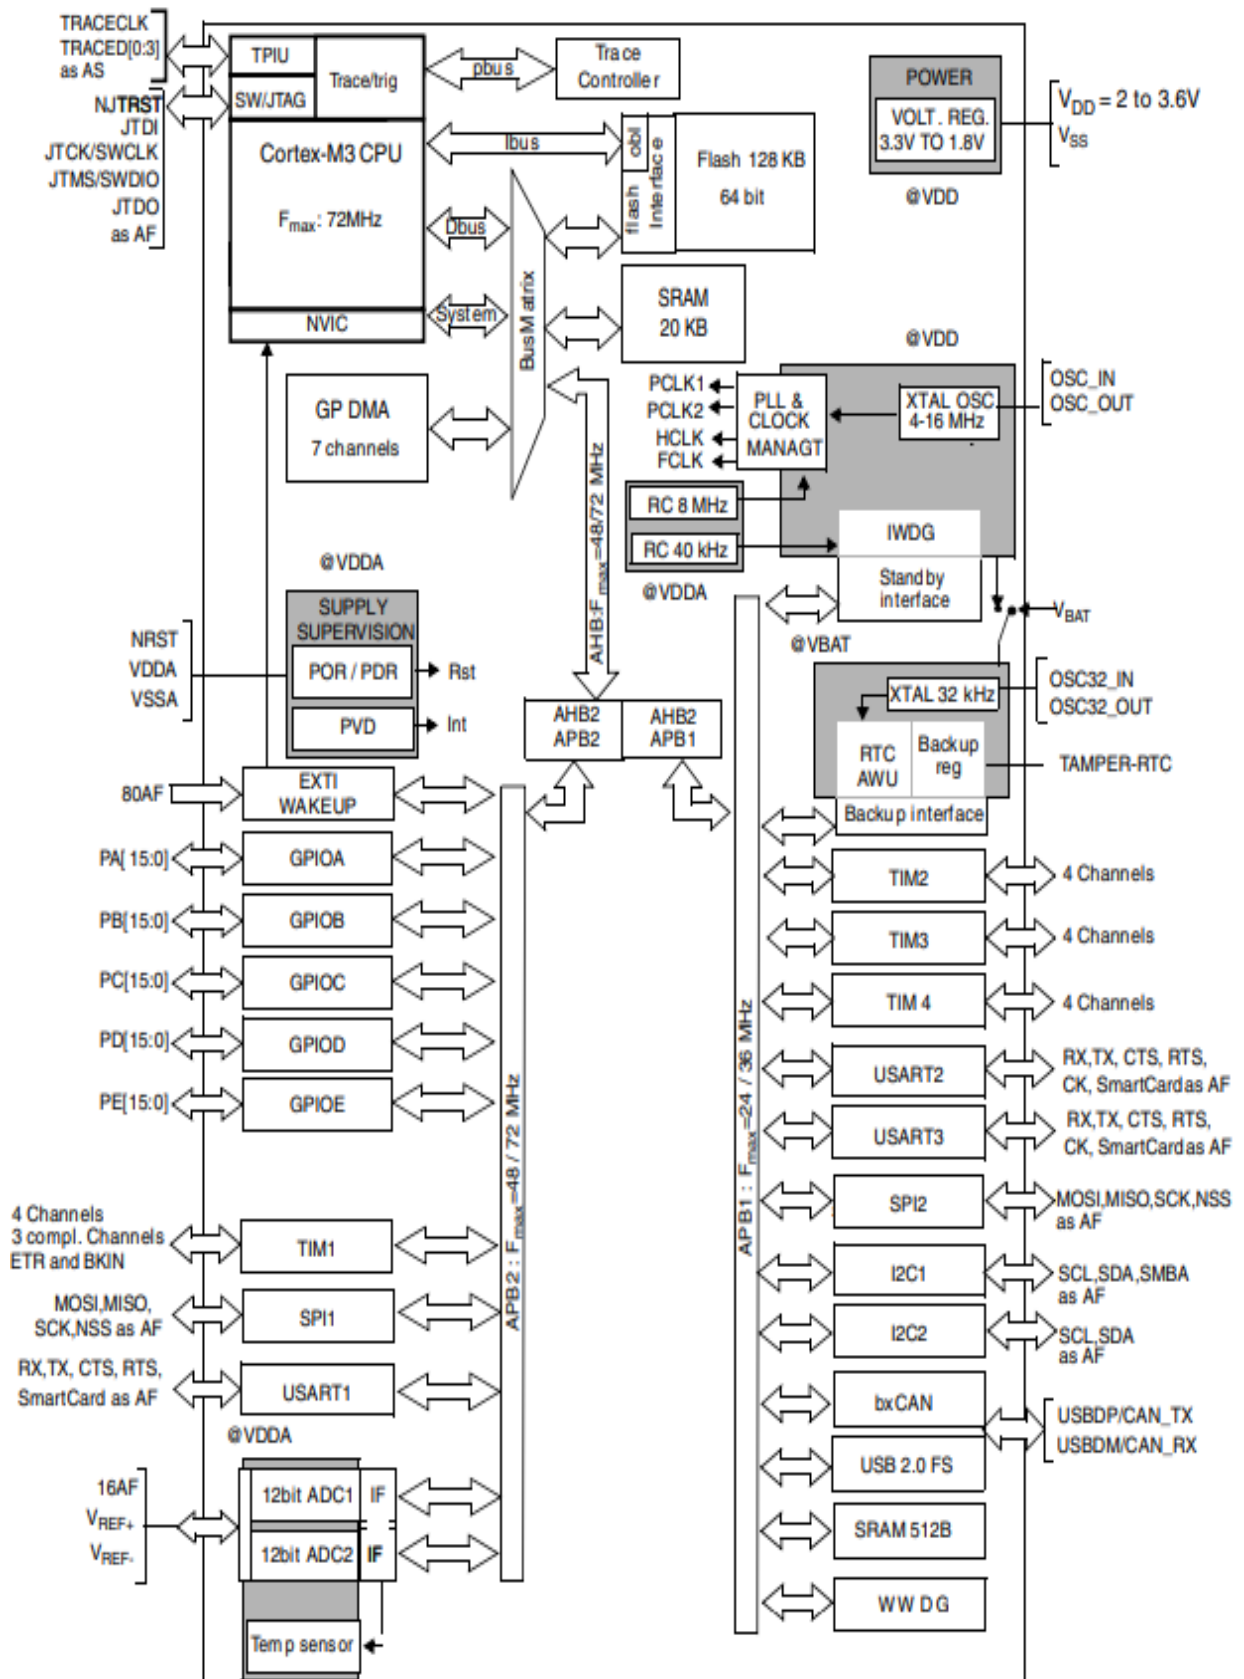 TRACECLK
TRACED[0:3]
as AS
NJTRST
JTDI
JTCK/SWCLK
JTMS/SWDIO
JTDO
as AF
TPIU
SW/JTAG
Trace/trig
Cortex-M3 CPU
Fmax: 72MHz
NVIC
pbus
Trace
Controller
Ibus
Dbus
System
BusMatrix
obl
flash
Interface
Flash 128 KB
64 bit
SRAM
20 KB
POWER
VOLT. REG.
3.3V TO 1.8V
@VDD
VDD = 2 to 3.6V
VSS
GP DMA
7 channels
AHB:Fmax=48/72 MHz
@VDD
PCLK1
PCLK2
HCLK
FCLK
PLL &
CLOCK
MANAGT
XTAL OSC
4-16 MHz
OSC_IN
OSC_OUT
RC 8 MHz
RC 40 kHz
@VDDA
IWDG
Standby
interface
@VBAT
VBAT
@VDDA
SUPPLY
SUPERVISION
POR / PDR
Rst
PVD
Int
NRST
VDDA
VSSA
AHB2
APB2
AHB2
APB1
XTAL 32 kHz
OSC32_IN
OSC32_OUT
RTC
AWU
Backup
reg
TAMPER-RTC
Backup interface
80AF
EXTI
WAKEUP
PA[ 15:0]
GPIOA
PB[15:0]
GPIOB
PC[15:0]
GPIOC
PD[15:0]
GPIOD
PE[15:0]
GPIOE
4 Channels
3 compl. Channels
ETR and BKIN
TIM1
MOSI,MISO,
SCK,NSS as AF
SPI1
RX,TX, CTS, RTS,
SmartCard as AF
USART1
@VDDA
16AF
VREF+
VREF-
12bit ADC1
IF
12bit ADC2
IF
Temp sensor
APB2 : Fmax=48 / 72 MHz
APB1 : Fmax=24 / 36 MHz
TIM2
4 Channels
TIM3
4 Channels
TIM 4
4 Channels
USART2
RX,TX, CTS, RTS,
CK, SmartCard as AF
USART3
RX,TX, CTS, RTS,
CK, SmartCard as AF
SPI2
MOSI,MISO,SCK,NSS
as AF
I2C1
SCL,SDA,SMBA
as AF
I2C2
SCL,SDA
as AF
bxCAN
USBDP/CAN_TX
USBDM/CAN_RX
USB 2.0 FS
SRAM 512B
WWDG